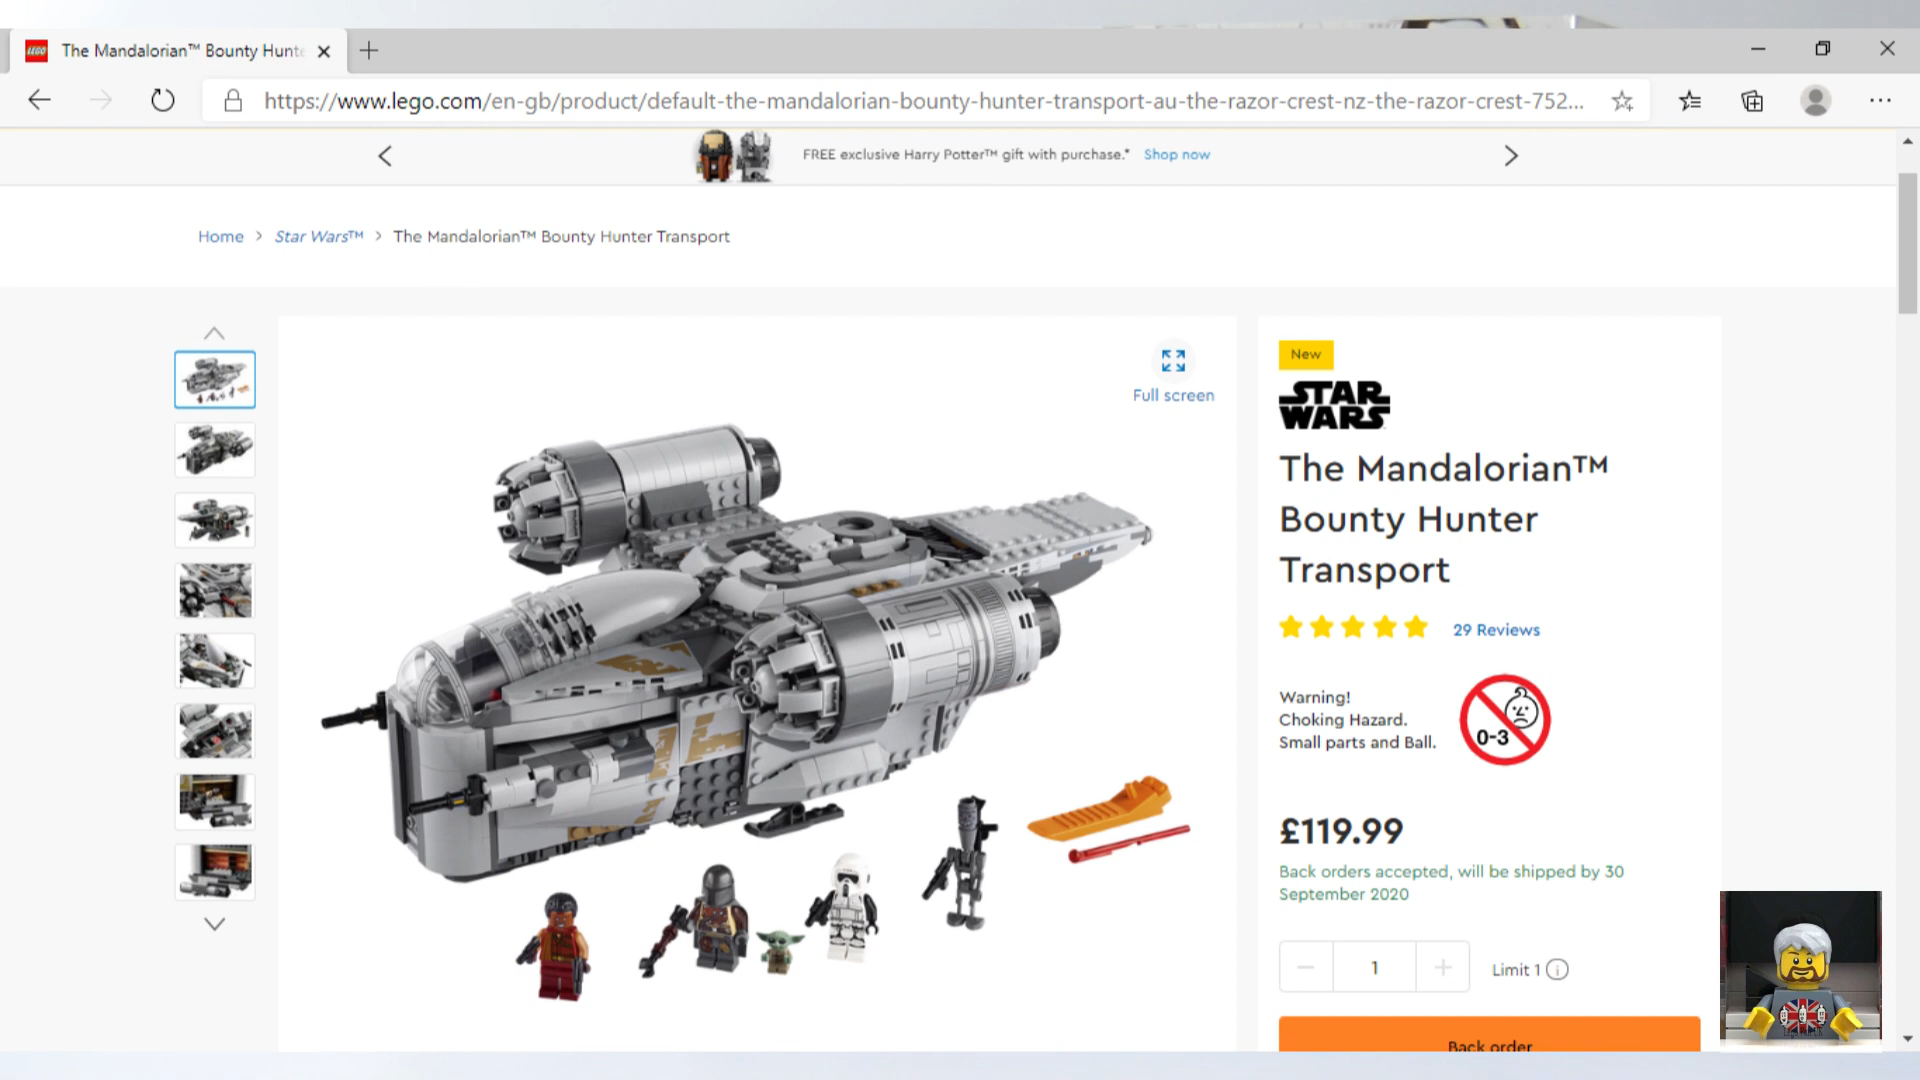 LEGO
The Mandalorian™ Bounty Hunte
https://www.lego.com/en-gb/product/default-the-mandalorian-bounty-hunter-transport-au-the-razor-crest-nz-the-razor-crest-752...
FREE exclusive Harry Potter™ gift with purchase.* Shop now
Home > Star Wars™ > The Mandalorian™ Bounty Hunter Transport
Full screen
New
STAR
WARS
The Mandalorian™
Bounty Hunter
Transport
29 Reviews
Warning!
Choking Hazard.
Small parts and Ball.
0-3
£119.99
Back orders accepted, will be shipped by 30
September 2020
1
Limit 1
Back order